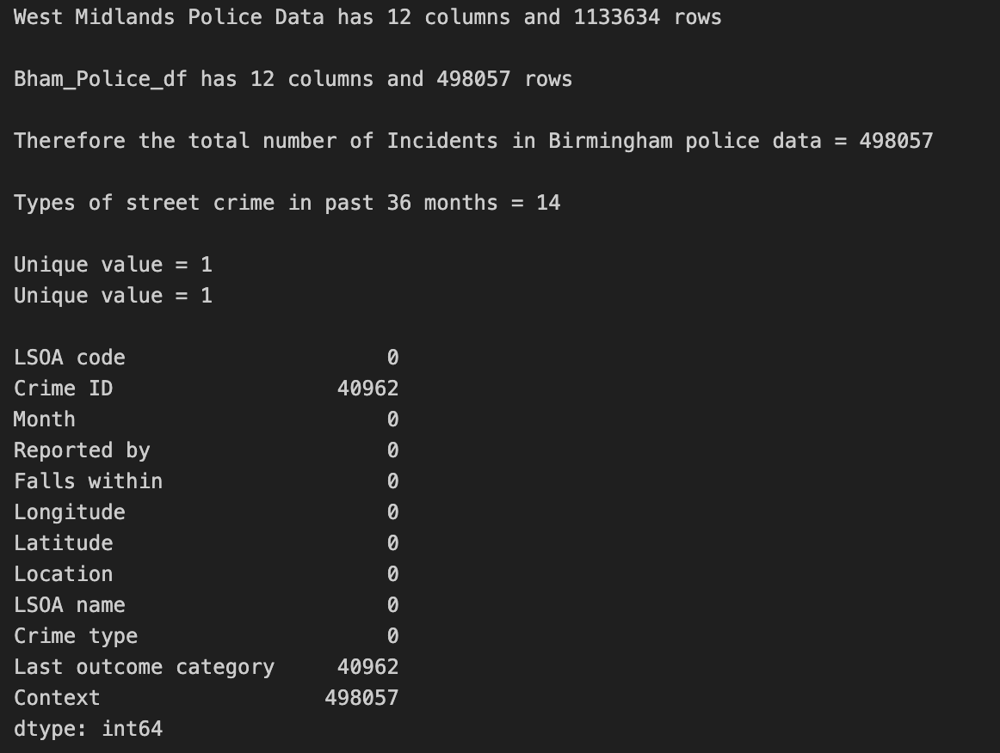 West Midlands Police Data has 12 columns and 1133634 rows
Bham_Police_df has 12 columns and 498057 rows
Therefore the total number of Incidents in Birmingham police data = 498057
Types of street crime in past 36 months = 14
Unique value = 1
Unique value = 1
LSOA code 0
Crime ID 40962
Month 0
Reported by 0
Falls within 0
Longitude 0
Latitude 0
Location 0
LSOA name 0
Crime type 0
Last outcome category 40962
Context 498057
dtype: int64